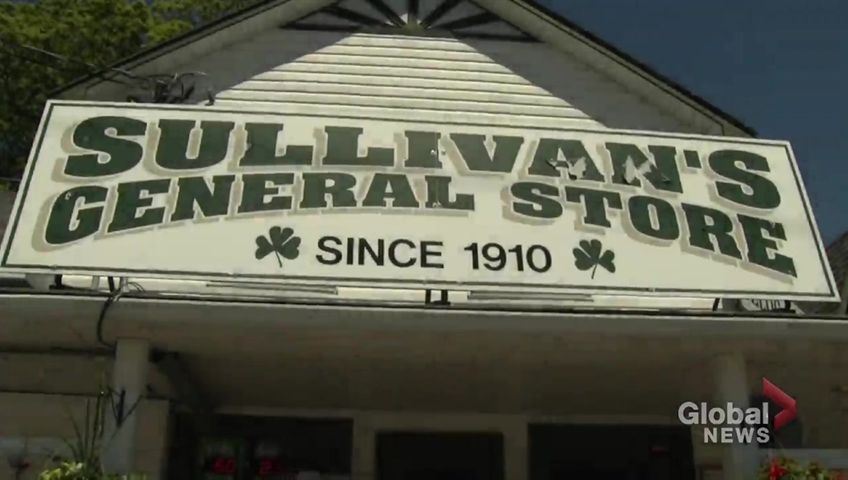 SULLIVAN'S
GENERAL STORE
SINCE 1910
Global
NEWS